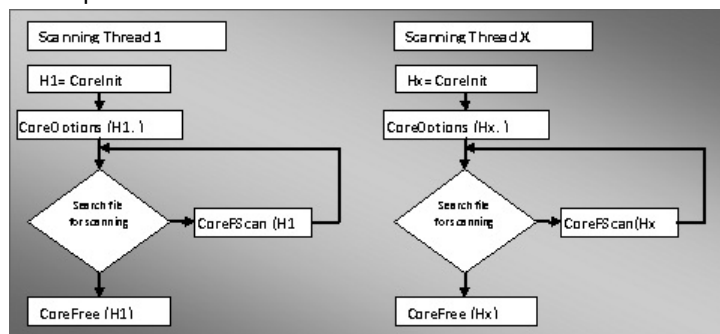 Scanning Thread 1
H1= CoreInit
CoreOptions (H1, )
Search file
for scanning
CoreFScan (H1
CoreFree (H1)
Scanning Thread X
Hx= CoreInit
CoreOptions (Hx, )
Search file
for scanning
CoreFScan(Hx
CoreFree (Hx)